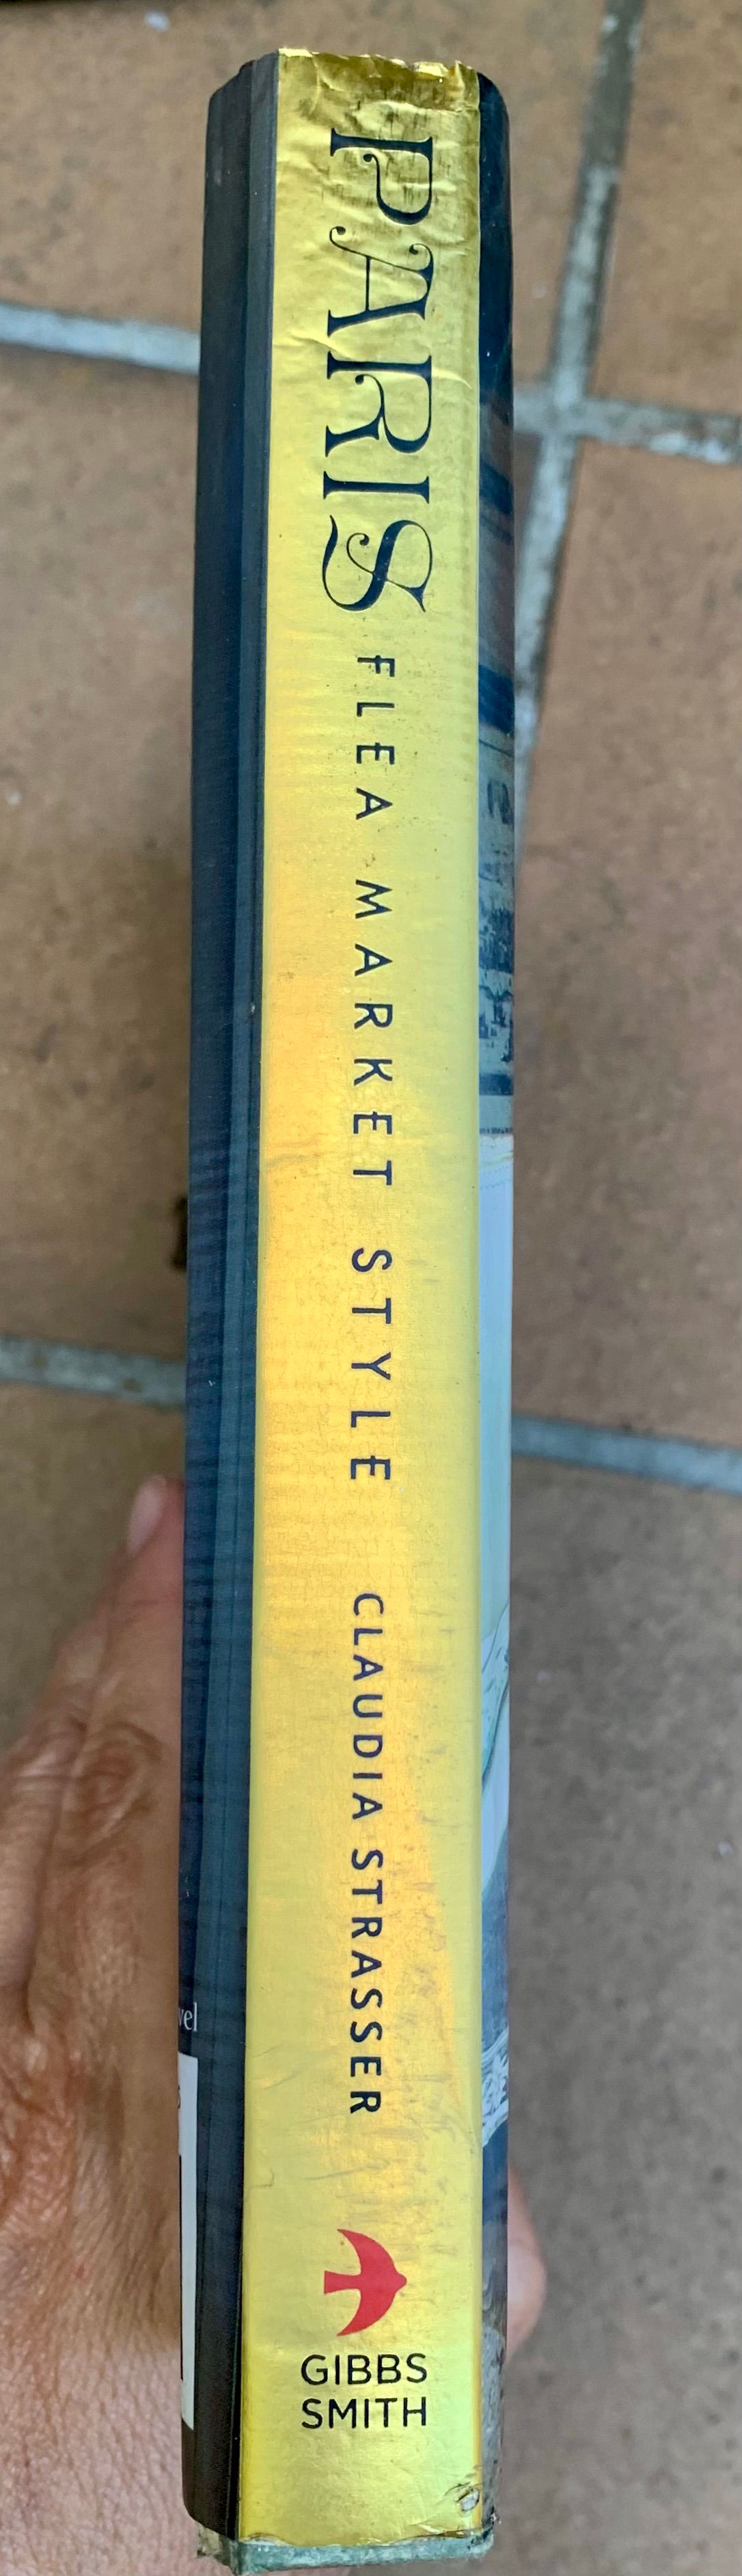 PARIS FLEA MARKET STYLE CLAUDIA STRASSER
GIBBS
SMITH